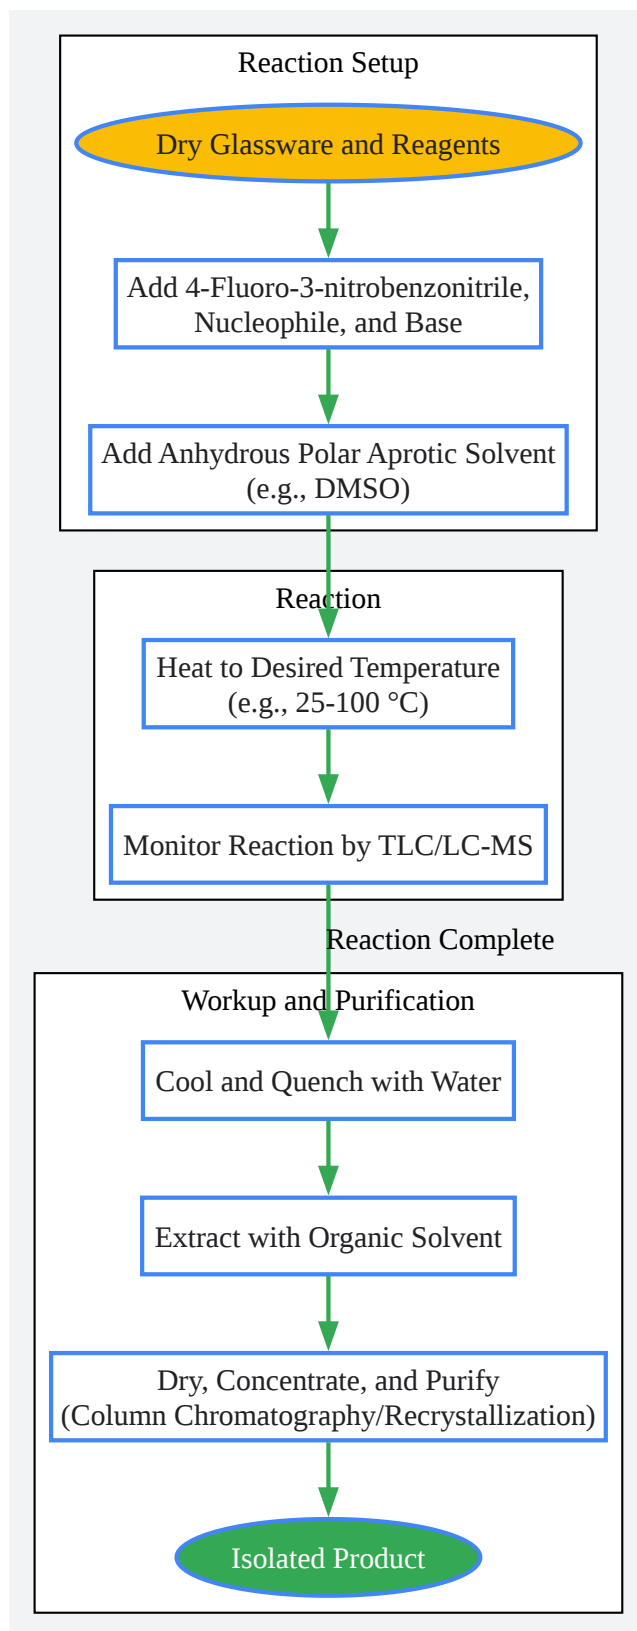 Reaction Setup
Dry Glassware and Reagents
Add 4-Fluoro-3-nitrobenzonitrile,
Nucleophile, and Base
Add Anhydrous Polar Aprotic Solvent
(e.g., DMSO)
Reaction
Heat to Desired Temperature
(e.g., 25-100 °C)
Monitor Reaction by TLC/LC-MS
Reaction Complete
Workup and Purification
Cool and Quench with Water
Extract with Organic Solvent
Dry, Concentrate, and Purify
(Column Chromatography/Recrystallization)
Isolated Product